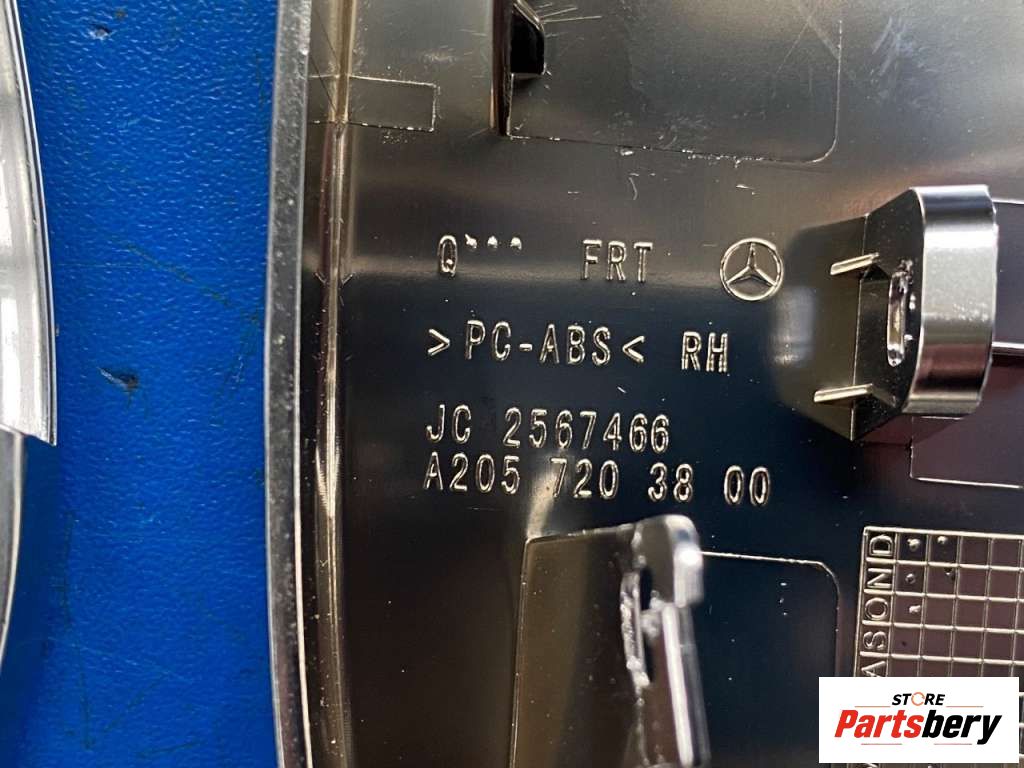 Q*** FRT
>PC-ABS< RH
JC 2567466
A205 720 38 00
D
N
O
S
A
STORE
Partsbery